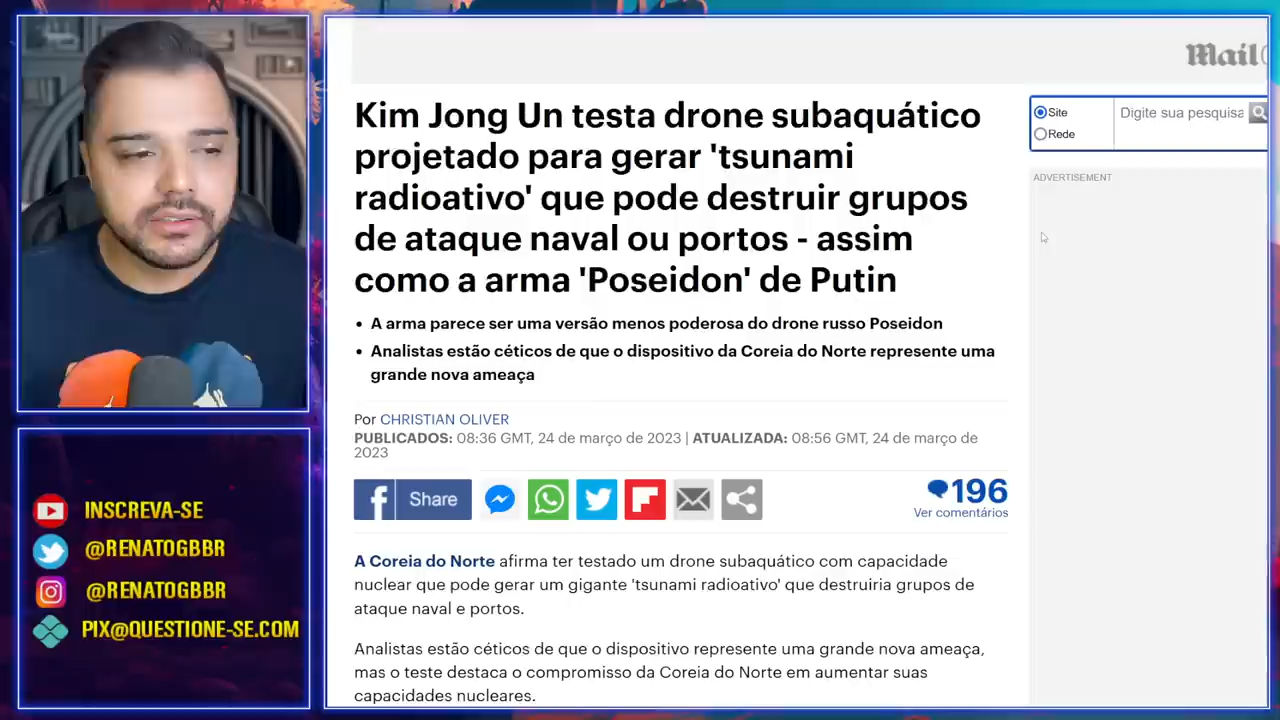 Mail
Kim Jong Un testa drone subaquático
projetado para gerar 'tsunami
radioativo' que pode destruir grupos
de ataque naval ou portos - assim
como a arma 'Poseidon' de Putin
Site
Rede
Digite sua pesquisa
ADVERTISEMENT
• A arma parece ser uma versão menos poderosa do drone russo Poseidon
• Analistas estão céticos de que o dispositivo da Coreia do Norte represente uma
grande nova ameaça
Por CHRISTIAN OLIVER
PUBLICADOS: 08:36 GMT, 24 de março de 2023 | ATUALIZADA: 08:56 GMT, 24 de março de
2023
f Share
196
Ver comentários
A Coreia do Norte afirma ter testado um drone subaquático com capacidade
nuclear que pode gerar um gigante 'tsunami radioativo' que destruiria grupos de
ataque naval e portos.
Analistas estão céticos de que o dispositivo represente uma grande nova ameaça,
mas o teste destaca o compromisso da Coreia do Norte em aumentar suas
capacidades nucleares.
INSCREVA-SE
@RENATOGBBR
@RENATOGBBR
PIX@QUESTIONE-SE.COM